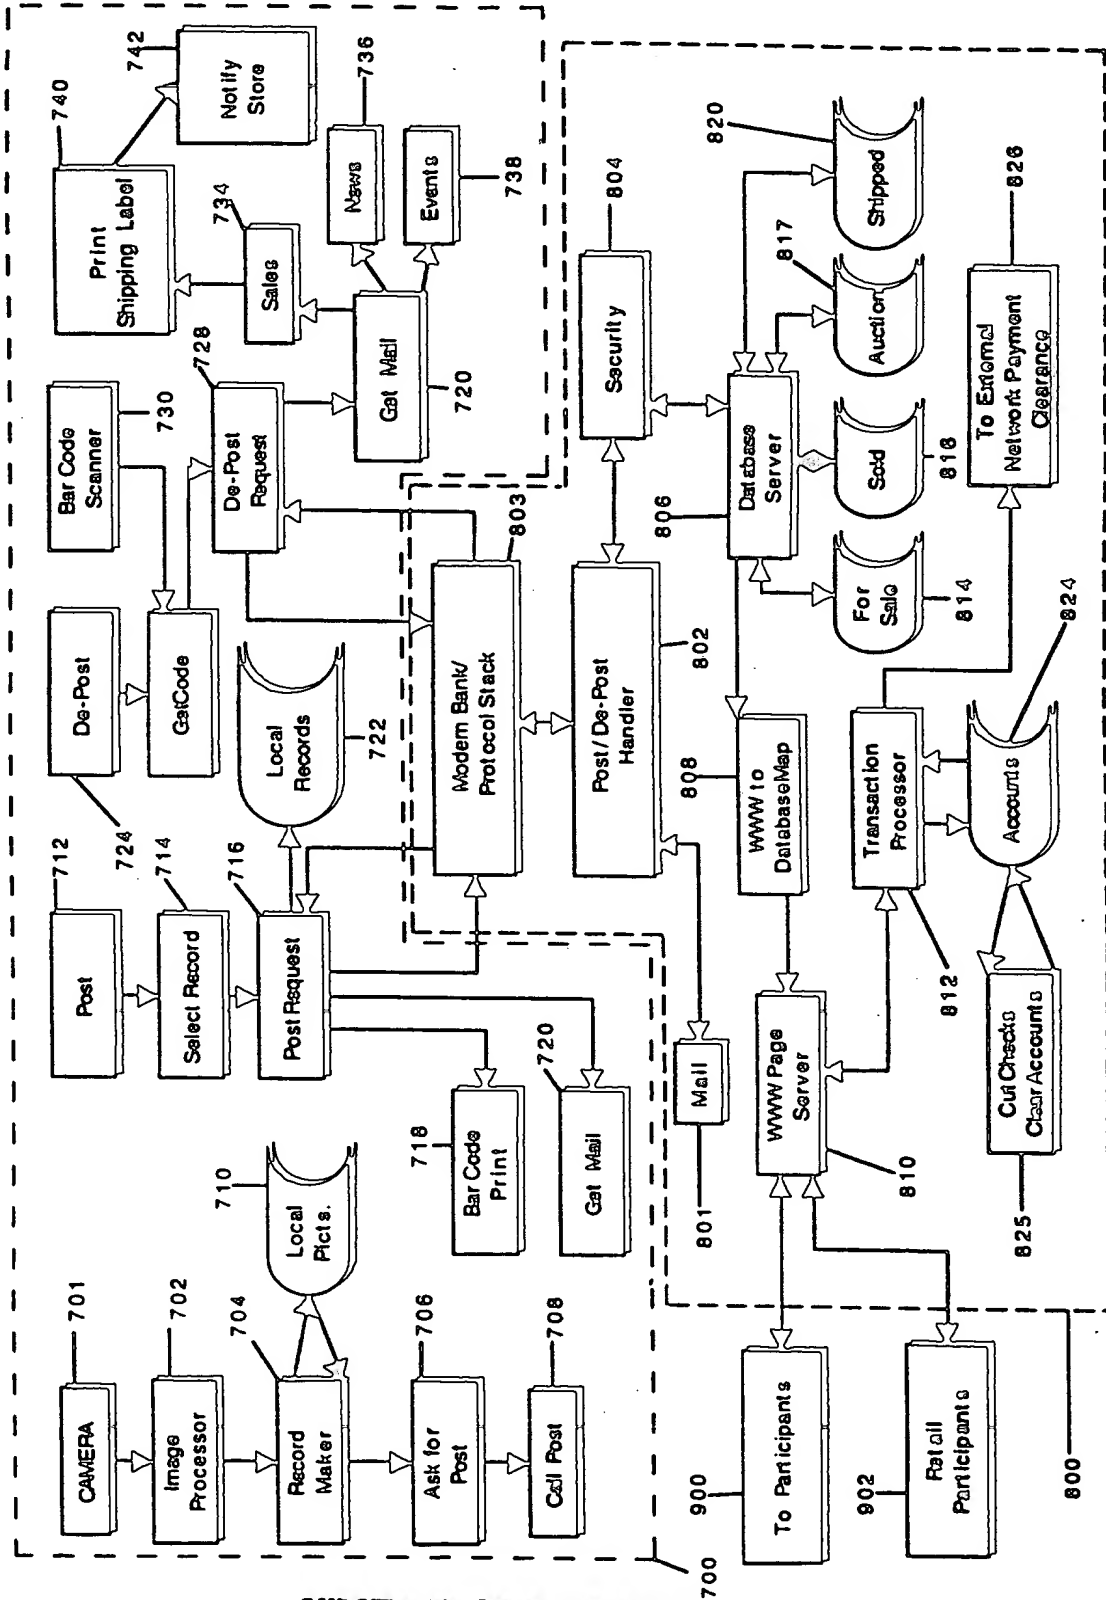 CAMERA
701
Image
Processor
702
Record
Maker
704
Ask for
Post
706
Call Post
708
Local
Picts.
710
Post
712
Select Record
714
Post Request
716
Bar Code
Print
718
Get Mail
720
Local
Records
722
De-Post
724
GetCode
Bar Code
Scanner
730
De-Post
Request
728
Get Mail
720
Sales
734
News
736
Events
738
Print
Shipping Label
740
Notify
Store
742
700
Modem Bank/
Protocol Stack
803
Post/De-Post
Handler
802
Security
804
Mail
801
Database
Server
806
WWW to
DatabaseMap
808
WWW Page
Server
810
Transaction
Processor
812
For
Sale
814
Sold
Auction
817
Shipped
820
Accounts
824
Cut Checks
Clear Accounts
825
To External
Network Payment
Clearance
826
To Participants
900
Retail
Participants
902
800